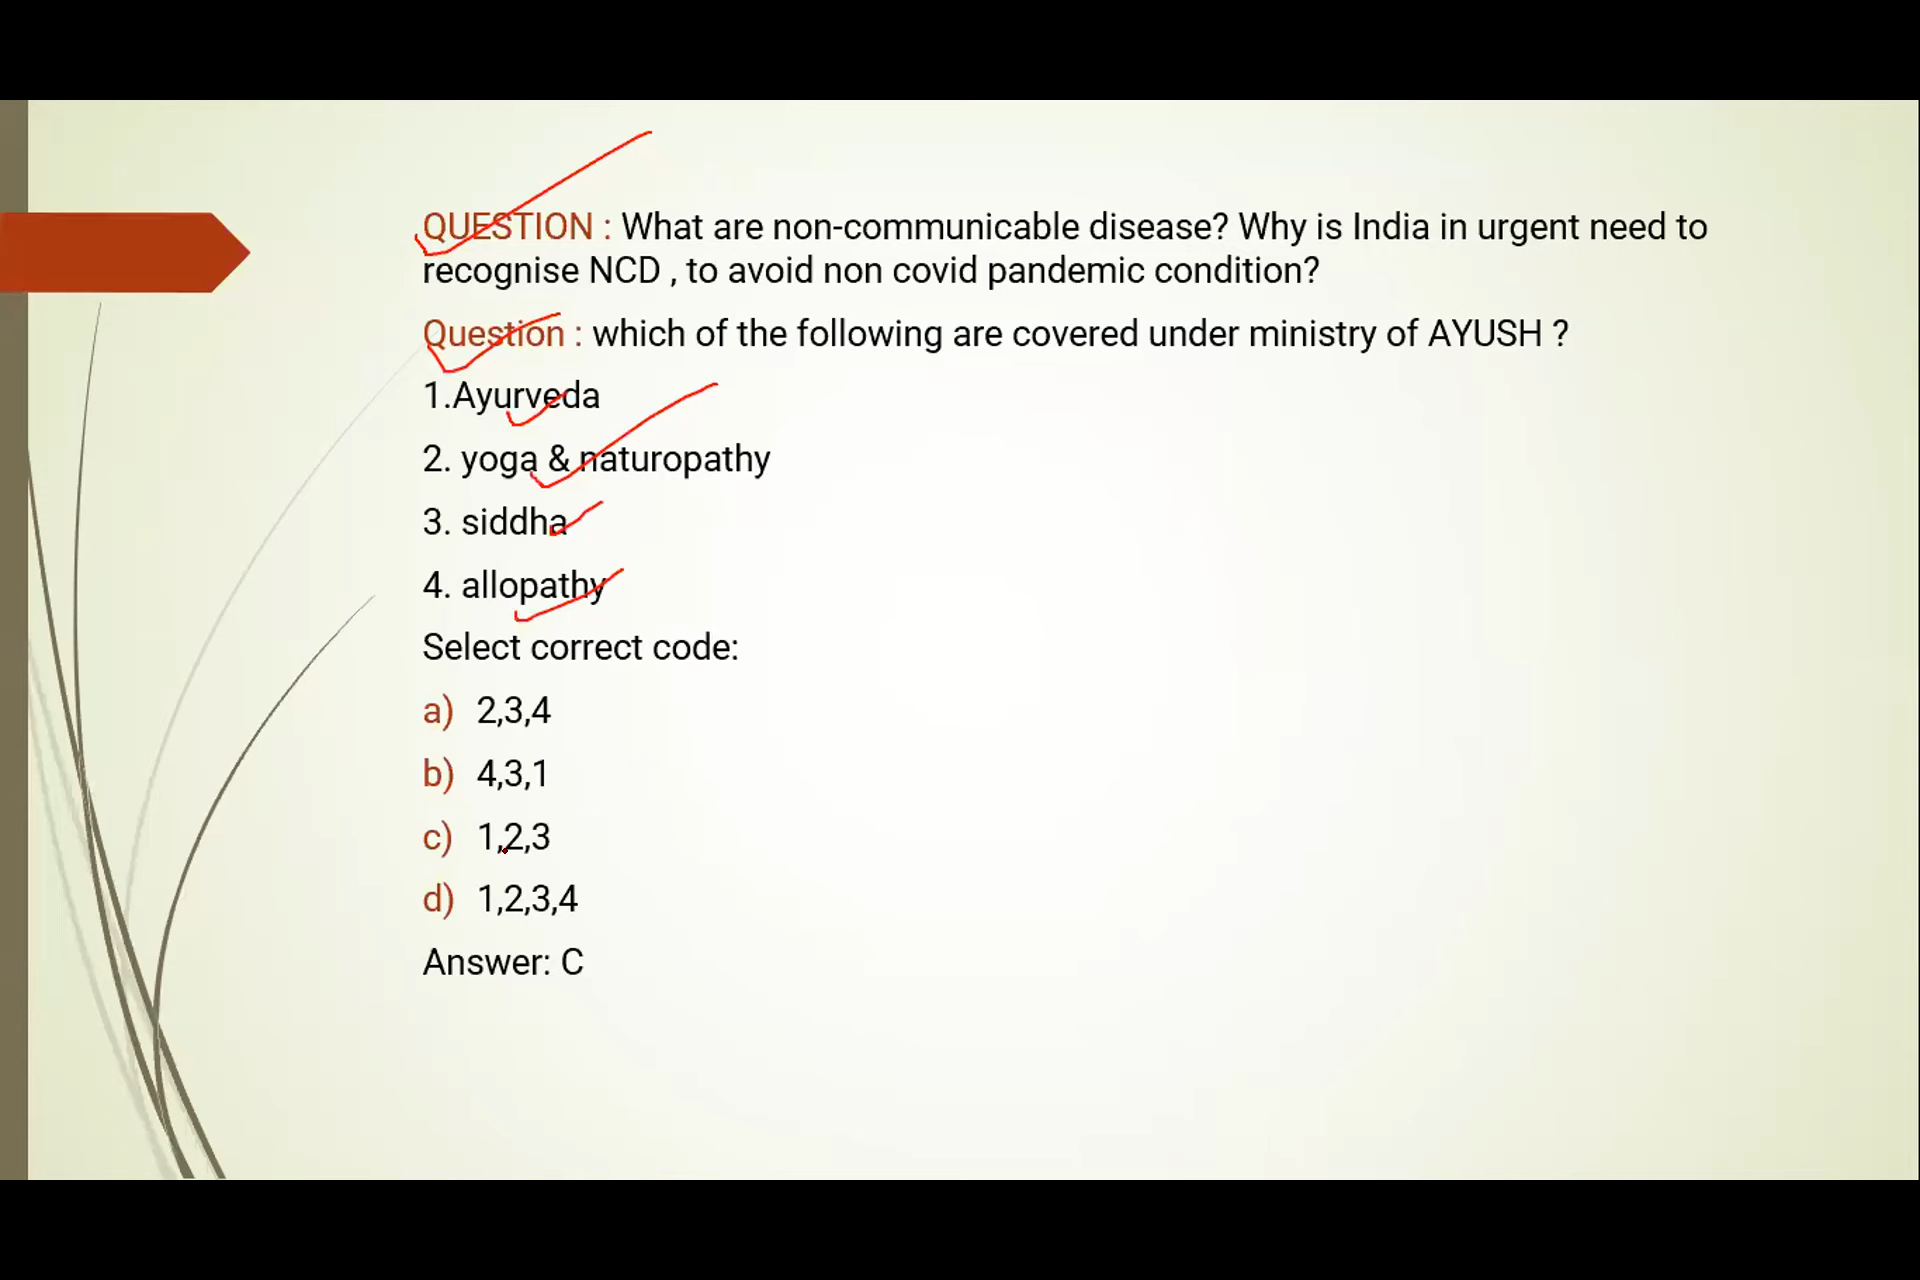 QUESTION : What are non-communicable disease? Why is India in urgent need to
recognise NCD , to avoid non covid pandemic condition?
Question : which of the following are covered under ministry of AYUSH ?
1.Ayurveda
2. yoga & naturopathy
3. siddha
4. allopathy
Select correct code:
a) 2,3,4
b) 4,3,1
c) 1,2,3
d) 1,2,3,4
Answer: C